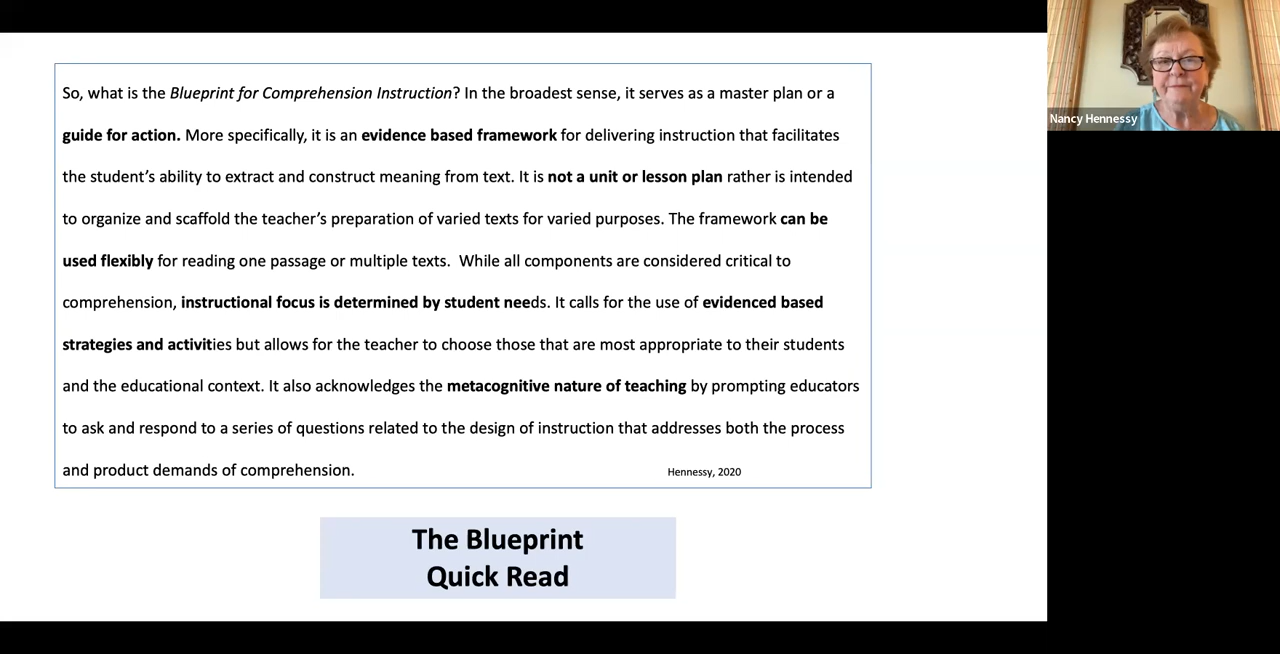 So, what is the Blueprint for Comprehension Instruction? In the broadest sense, it serves as a master plan or a
guide for action. More specifically, it is an evidence based framework for delivering instruction that facilitates
the student's ability to extract and construct meaning from text. It is not a unit or lesson plan rather is intended
to organize and scaffold the teacher's preparation of varied texts for varied purposes. The framework can be
used flexibly for reading one passage or multiple texts. While all components are considered critical to
comprehension, instructional focus is determined by student needs. It calls for the use of evidenced based
strategies and activities but allows for the teacher to choose those that are most appropriate to their students
and the educational context. It also acknowledges the metacognitive nature of teaching by prompting educators
to ask and respond to a series of questions related to the design of instruction that addresses both the process
and product demands of comprehension.
Hennessy, 2020
The Blueprint
Quick Read
Nancy Hennessy